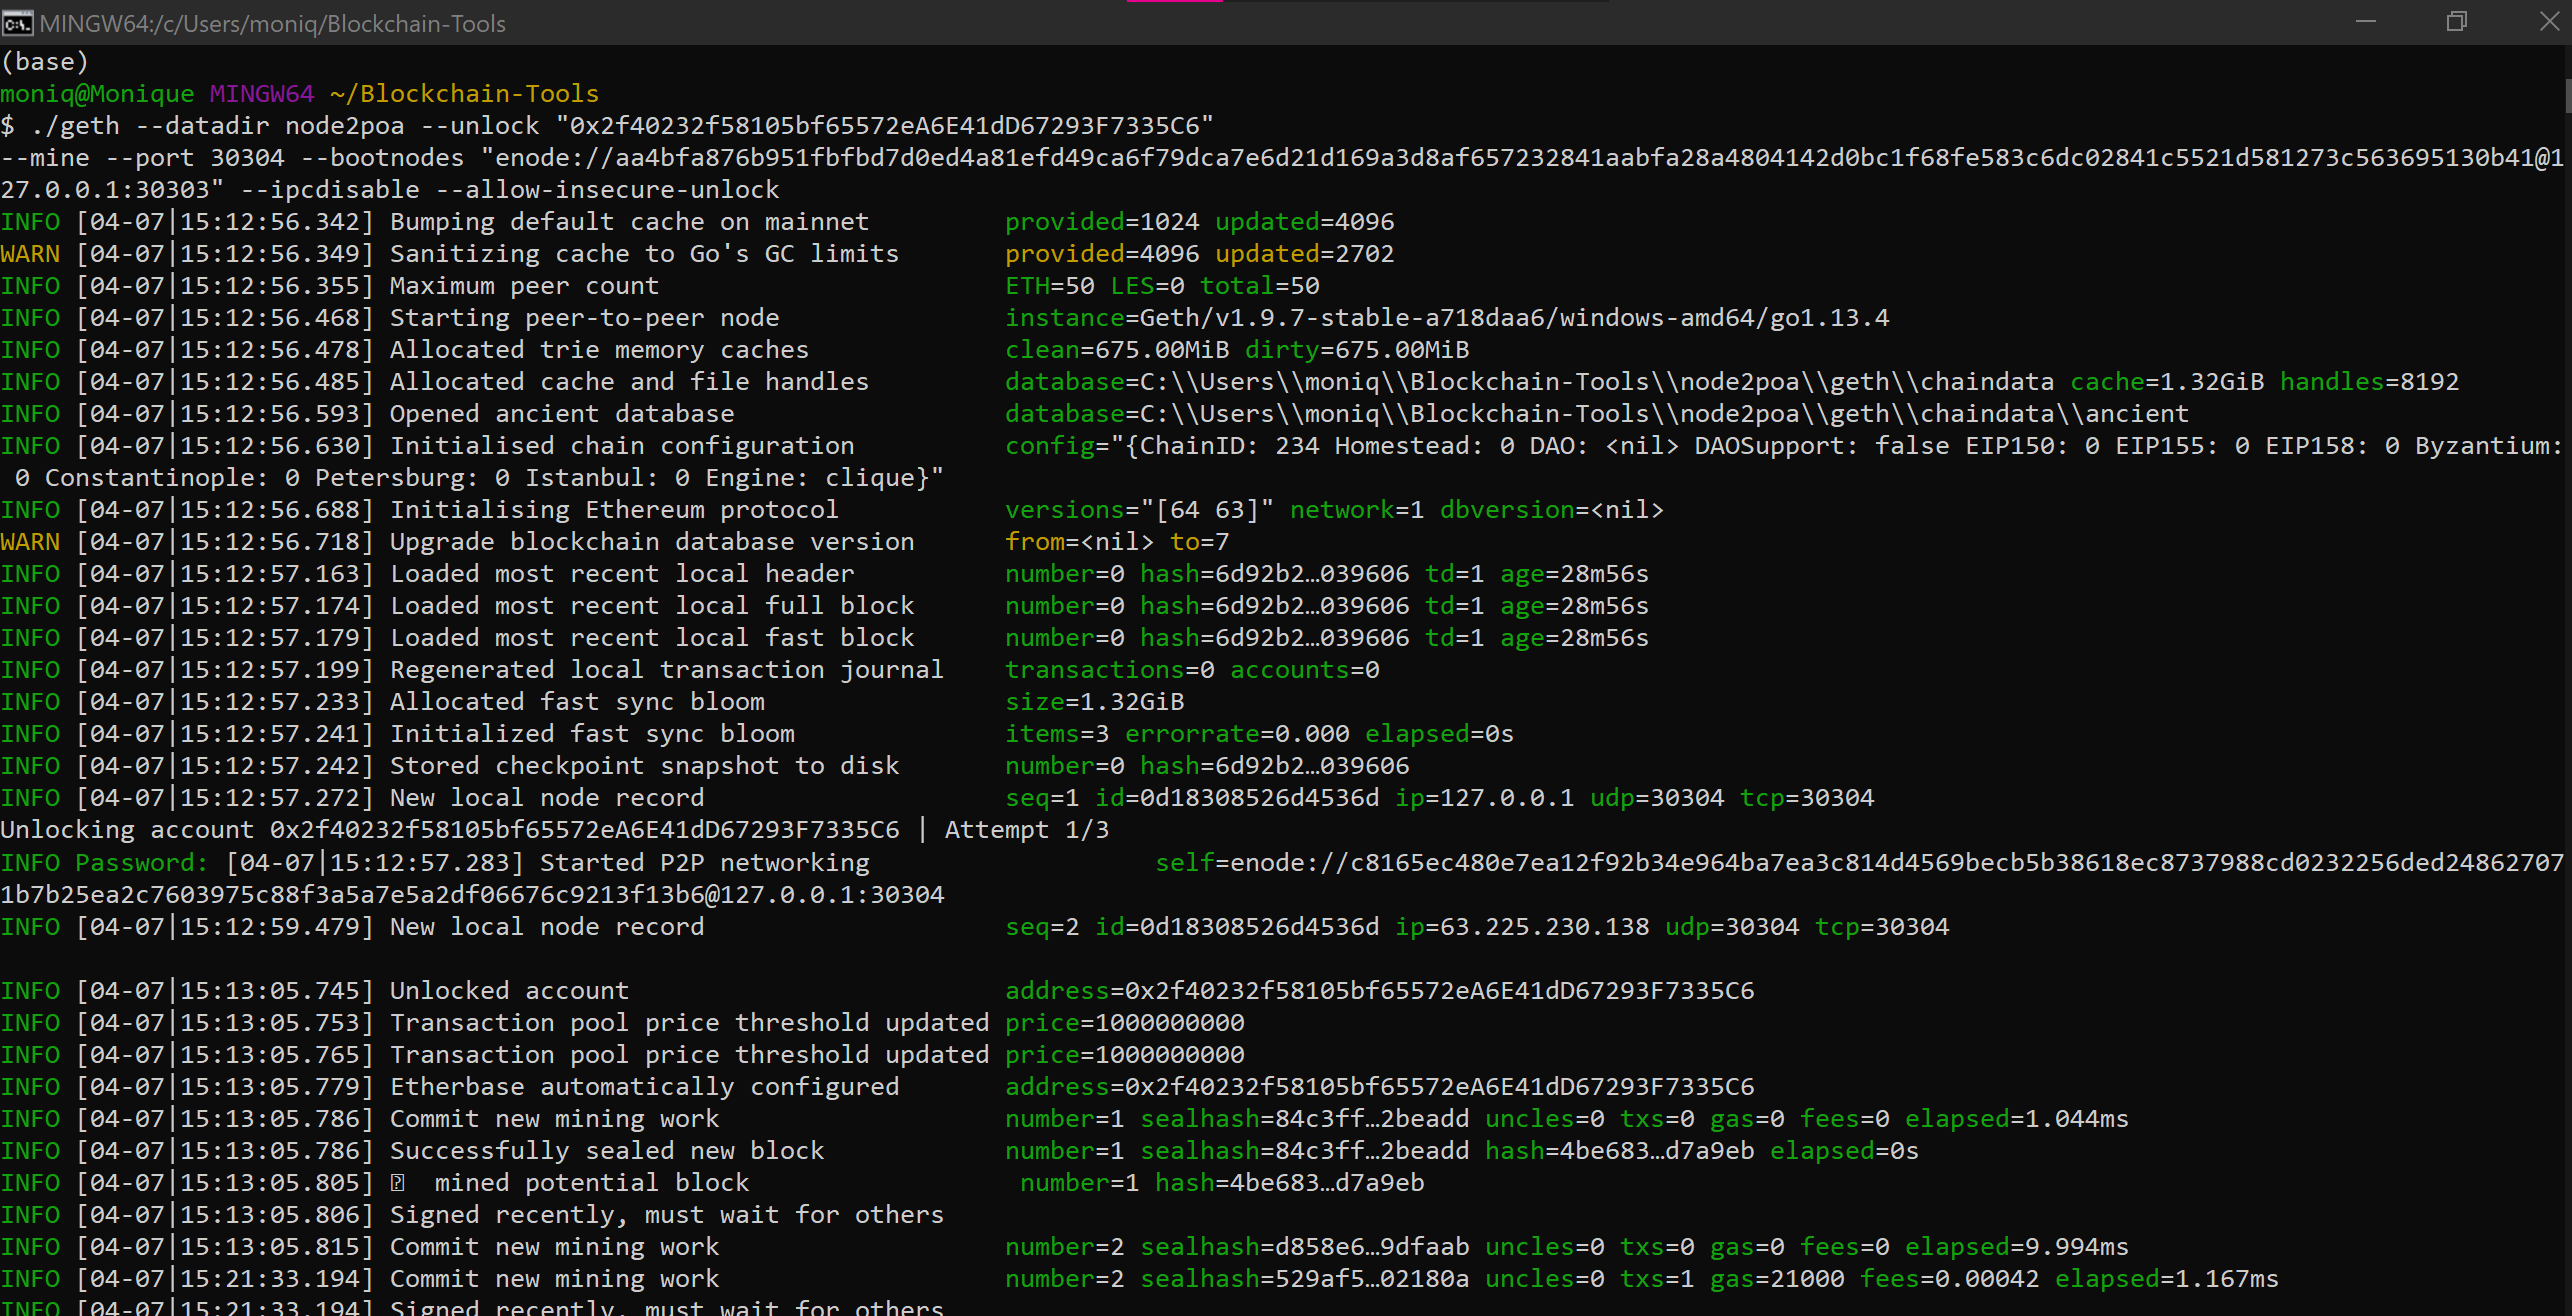 MINGW64:/c/Users/moniq/Blockchain-Tools
(base)
moniq@Monique MINGW64 ~/Blockchain-Tools
$ ./geth --datadir node2poa --unlock "0x2f40232f58105bf65572eA6E41dD67293F7335C6"
--mine --port 30304 --bootnodes "enode://aa4bfa876b951fbfbd7d0ed4a81efd49ca6f79dca7e6d21d169a3d8af657232841aabfa28a4804142d0bc1f68fe583c6dc02841c5521d581273c563695130b41@1
27.0.0.1:30303" --ipcdisable --allow-insecure-unlock
INFO [04-07|15:12:56.342] Bumping default cache on mainnet         provided=1024 updated=4096
WARN [04-07|15:12:56.349] Sanitizing cache to Go's GC limits       provided=4096 updated=2702
INFO [04-07|15:12:56.355] Maximum peer count                       ETH=50 LES=0 total=50
INFO [04-07|15:12:56.468] Starting peer-to-peer node               instance=Geth/v1.9.7-stable-a718daa6/windows-amd64/go1.13.4
INFO [04-07|15:12:56.478] Allocated trie memory caches             clean=675.00MiB dirty=675.00MiB
INFO [04-07|15:12:56.485] Allocated cache and file handles         database=C:\\Users\\moniq\\Blockchain-Tools\\node2poa\\geth\\chaindata cache=1.32GiB handles=8192
INFO [04-07|15:12:56.593] Opened ancient database                  database=C:\\Users\\moniq\\Blockchain-Tools\\node2poa\\geth\\chaindata\\ancient
INFO [04-07|15:12:56.630] Initialised chain configuration          config="{ChainID: 234 Homestead: 0 DAO: <nil> DAOSupport: false EIP150: 0 EIP155: 0 EIP158: 0 Byzantium:
 0 Constantinople: 0 Petersburg: 0 Istanbul: 0 Engine: clique}"
INFO [04-07|15:12:56.688] Initialising Ethereum protocol           versions="[64 63]" network=1 dbversion=<nil>
WARN [04-07|15:12:56.718] Upgrade blockchain database version      from=<nil> to=7
INFO [04-07|15:12:57.163] Loaded most recent local header          number=0 hash=6d92b2…039606 td=1 age=28m56s
INFO [04-07|15:12:57.174] Loaded most recent local full block      number=0 hash=6d92b2…039606 td=1 age=28m56s
INFO [04-07|15:12:57.179] Loaded most recent local fast block      number=0 hash=6d92b2…039606 td=1 age=28m56s
INFO [04-07|15:12:57.199] Regenerated local transaction journal    transactions=0 accounts=0
INFO [04-07|15:12:57.233] Allocated fast sync bloom                size=1.32GiB
INFO [04-07|15:12:57.241] Initialized fast sync bloom              items=3 errorrate=0.000 elapsed=0s
INFO [04-07|15:12:57.242] Stored checkpoint snapshot to disk       number=0 hash=6d92b2…039606
INFO [04-07|15:12:57.272] New local node record                    seq=1 id=0d18308526d4536d ip=127.0.0.1 udp=30304 tcp=30304
Unlocking account 0x2f40232f58105bf65572eA6E41dD67293F7335C6 | Attempt 1/3
INFO Password: [04-07|15:12:57.283] Started P2P networking                   self=enode://c8165ec480e7ea12f92b34e964ba7ea3c814d4569becb5b38618ec8737988cd0232256ded24862707
1b7b25ea2c7603975c88f3a5a7e5a2df06676c9213f13b6@127.0.0.1:30304
INFO [04-07|15:12:59.479] New local node record                    seq=2 id=0d18308526d4536d ip=63.225.230.138 udp=30304 tcp=30304
INFO [04-07|15:13:05.745] Unlocked account                         address=0x2f40232f58105bf65572eA6E41dD67293F7335C6
INFO [04-07|15:13:05.753] Transaction pool price threshold updated price=1000000000
INFO [04-07|15:13:05.765] Transaction pool price threshold updated price=1000000000
INFO [04-07|15:13:05.779] Etherbase automatically configured       address=0x2f40232f58105bf65572eA6E41dD67293F7335C6
INFO [04-07|15:13:05.786] Commit new mining work                   number=1 sealhash=84c3ff…2beadd uncles=0 txs=0 gas=0 fees=0 elapsed=1.044ms
INFO [04-07|15:13:05.786] Successfully sealed new block            number=1 sealhash=84c3ff…2beadd hash=4be683…d7a9eb elapsed=0s
INFO [04-07|15:13:05.805] mined potential block                    number=1 hash=4be683…d7a9eb
INFO [04-07|15:13:05.806] Signed recently, must wait for others
INFO [04-07|15:13:05.815] Commit new mining work                   number=2 sealhash=d858e6…9dfaab uncles=0 txs=0 gas=0 fees=0 elapsed=9.994ms
INFO [04-07|15:21:33.194] Commit new mining work                   number=2 sealhash=529af5…02180a uncles=0 txs=1 gas=21000 fees=0.00042 elapsed=1.167ms
INFO [04-07|15:21:33.194] Signed recently, must wait for others